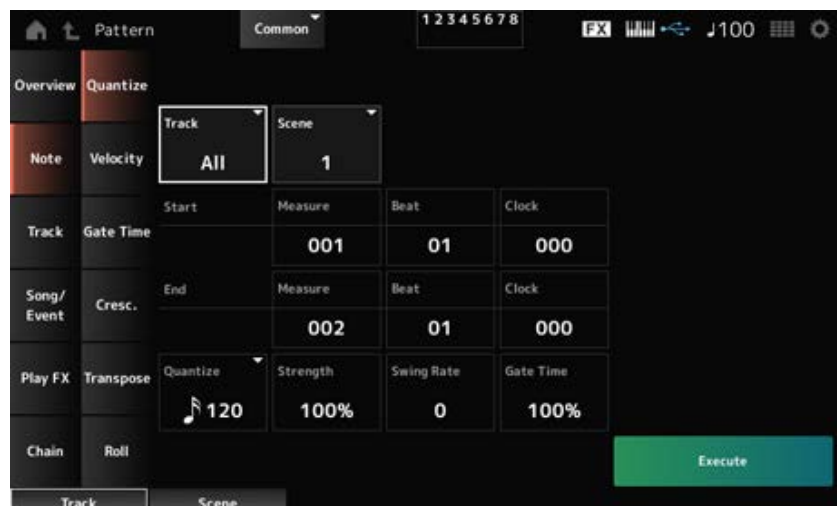 Pattern Common 12345678 FX ♩100
Overview Quantize
Track Scene
Note Velocity All 1
Start Measure Beat Clock
Track Gate Time 001 01 000
End Measure Beat Clock
Song/
Event Cresc. 002 01 000
Play FX Transpose Quantize Strength Swing Rate Gate Time
120 100% 0 100%
Chain Roll Execute
Track Scene